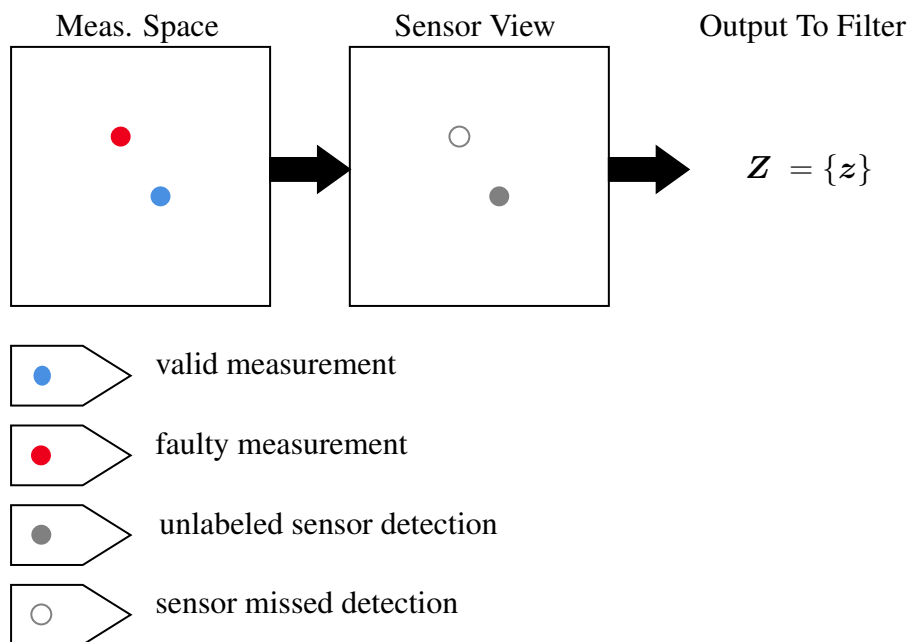 Meas. Space Sensor View Output To Filter
Z = {z}
valid measurement
faulty measurement
unlabeled sensor detection
sensor missed detection